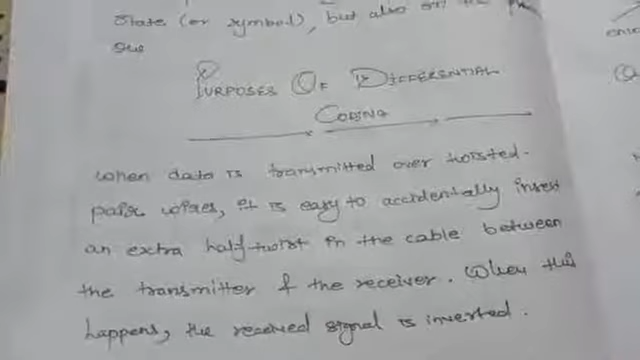 State (or symbol), but also on the
PURPOSES OF DIFFERENTIAL
CODING
When data is transmitted over twisted-
pair wires, it is easy to accidentally insert
an extra half-twist in the cable between
the transmitter & the receiver. When this
happens, the received signal is inverted.